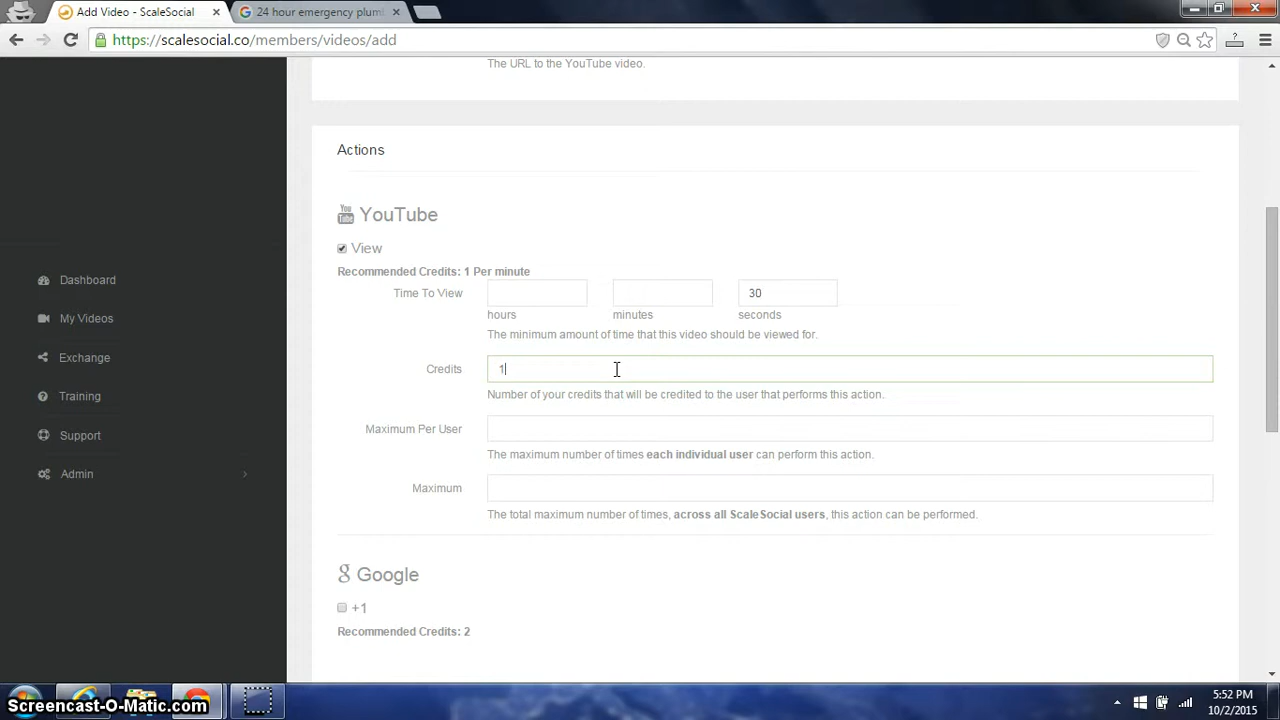 Add Video - ScaleSocial ×
24 hour emergency plumb ×
https://scalesocial.co/members/videos/add
The URL to the YouTube video.
Actions
You Tube YouTube
View
Recommended Credits: 1 Per minute
Time To View 30
hours minutes seconds
The minimum amount of time that this video should be viewed for.
Credits 1
Number of your credits that will be credited to the user that performs this action.
Maximum Per User
The maximum number of times each individual user can perform this action.
Maximum
The total maximum number of times, across all ScaleSocial users, this action can be performed.
g Google
+1
Recommended Credits: 2
Dashboard
My Videos
Exchange
Training
Support
Admin
Screencast-O-Matic.com
5:52 PM
10/2/2015